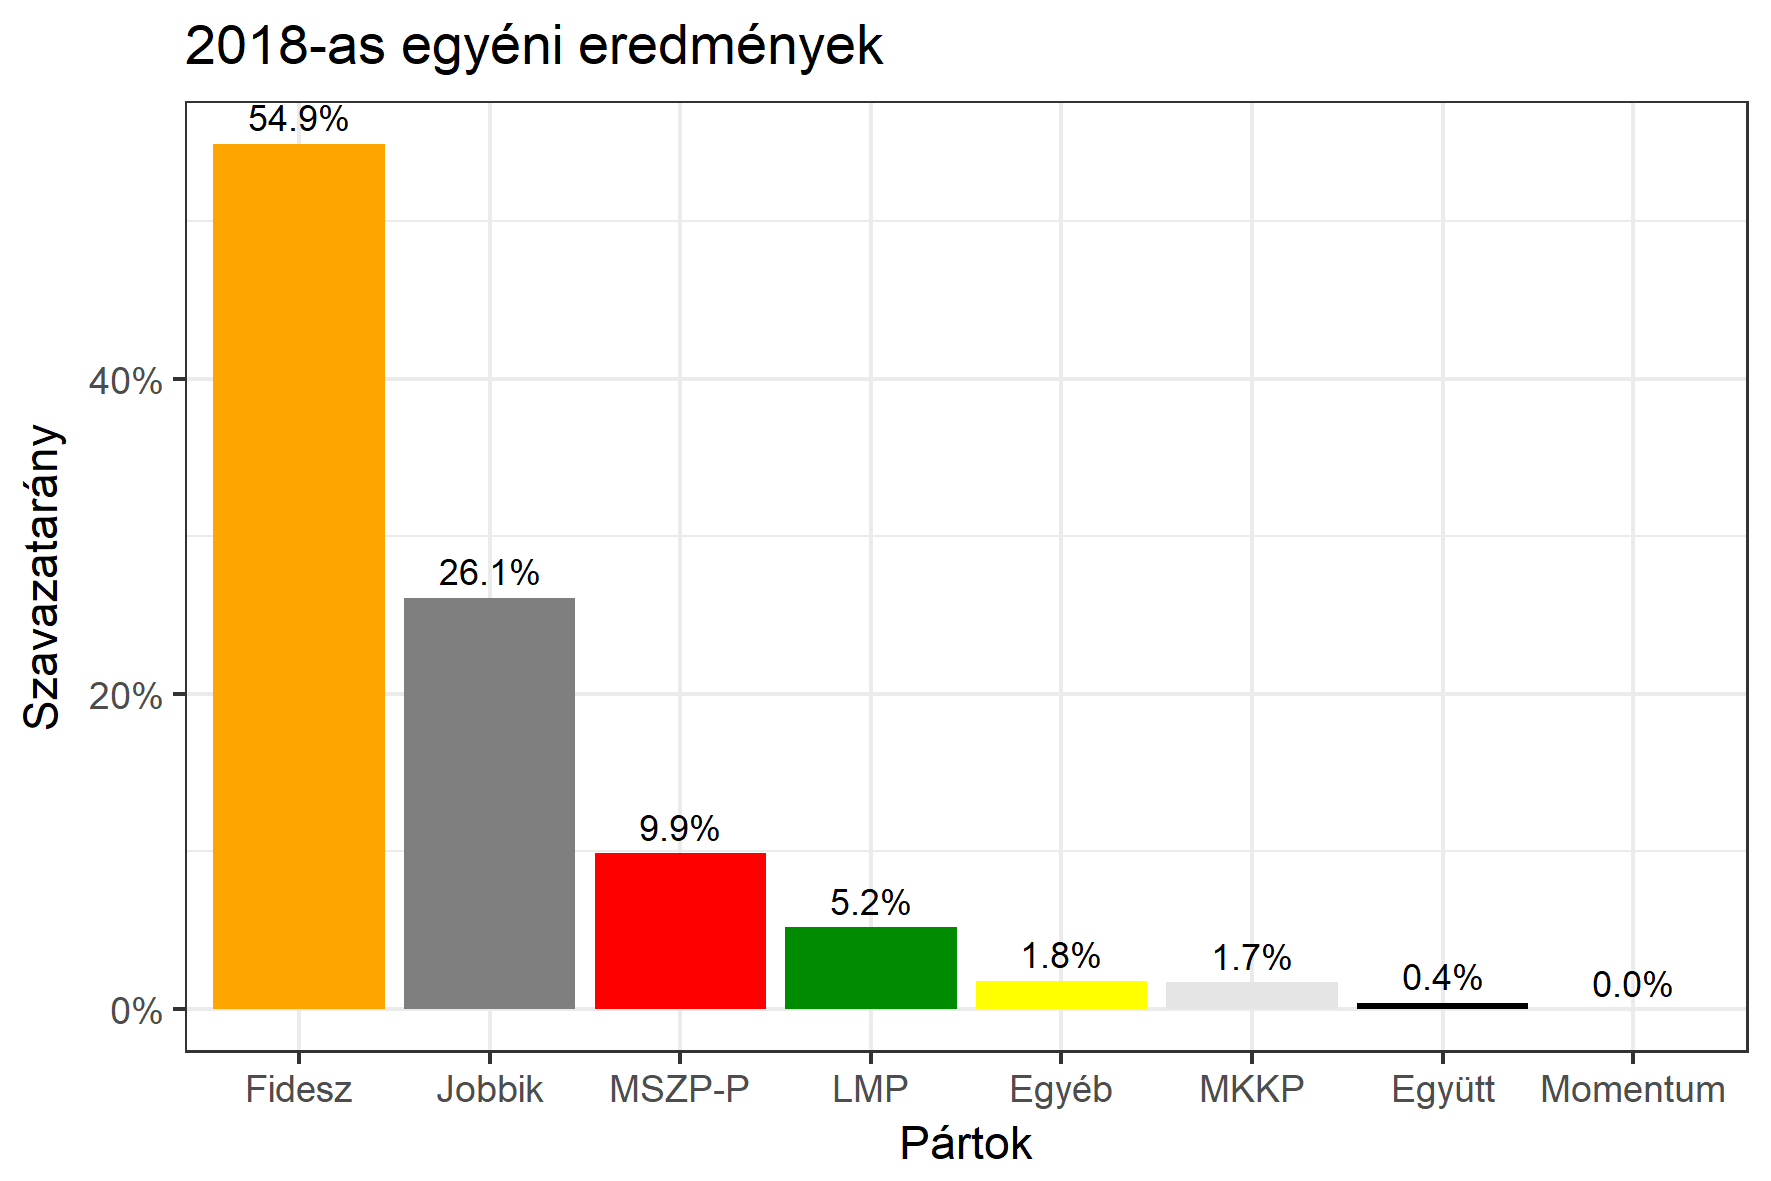 2018-as egyéni eredmények
54.9%
26.1%
9.9%
5.2%
1.8%
1.7%
0.4%
0.0%
Szavazatarány
40%
20%
0%
Fidesz
Jobbik
MSZP-P
LMP
Egyéb
MKKP
Együtt
Momentum
Pártok